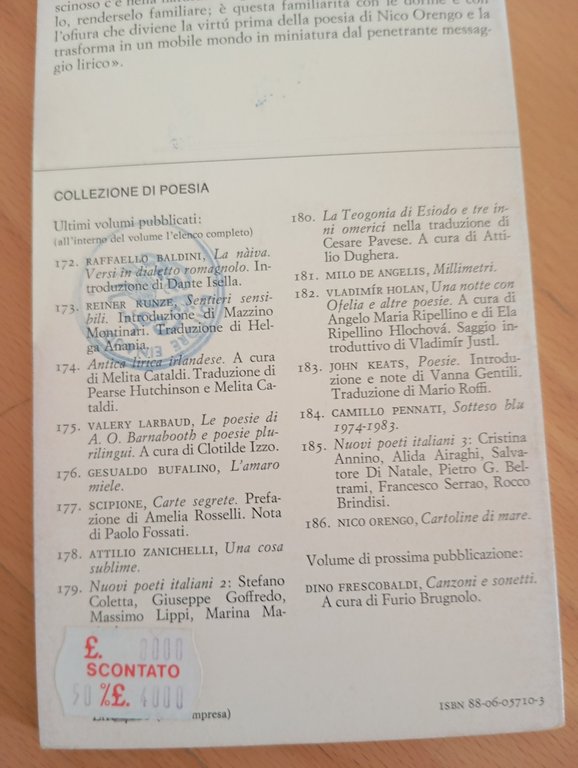 lo, renderselo familiare; è questa familiarità con le
l'ofiura che diviene la virtú prima della poesia di Nico Orengo e la
trasforma in un mobile mondo in miniatura dal penetrante messag-
gio lirico».
COLLEZIONE DI POESIA
Ultimi volumi pubblicati:
(all'interno del volume l'elenco completo)
172. RAFFAELLO BALDINI, La nàiva.
Versi in dialetto romagnolo. In-
troduzione di Dante Isella.
173. REINER KUNZE, Sentieri sensi-
bili. Introduzione di Mazzino
Montinari. Traduzione di Hel-
ga Anania.
174. Antica lirica irlandese. A cura
di Melita Cataldi. Traduzione di
Pearse Hutchinson e Melita Ca-
taldi.
175. VALERY LARBAUD, Le poesie di
A. O. Barnabooth e poesie plu-
rilingui. A cura di Clotilde Izzo.
176. GESUALDO BUFALINO, L'amaro
miele.
177. SCIPIONE, Carte segrete. Prefa-
zione di Amelia Rosselli. Nota
di Paolo Fossati.
178. ATTILIO ZANICHELLI, Una cosa
sublime.
179. Nuovi poeti italiani 2: Stefano
Coletta, Giuseppe Goffredo,
Massimo Lippi, Marina Ma-
180. La Teogonia di Esiodo e tre in-
ni omerici nella traduzione di
Cesare Pavese. A cura di Atti-
lio Dughera.
181. MILO DE ANGELIS, Millimetri.
182. VLADIMÍR HOLAN, Una notte con
Ofelia e altre poesie. A cura di
Angelo Maria Ripellino e di Ela
Ripellino Hlochová. Saggio in-
troduttivo di Vladimír Justl.
183. JOHN KEATS, Poesie. Introdu-
zione e note di Vanna Gentili.
Traduzione di Mario Roffi.
184. CAMILLO PENNATI, Sotteso blu
1974-1983.
185. Nuovi poeti italiani 3: Cristina
Annino, Alida Airaghi, Salva-
tore Di Natale, Pietro G. Bel-
trami, Francesco Serrao, Rocco
Brindisi.
186. NICO ORENGO, Cartoline di mare.
Volume di prossima pubblicazione:
DINO FRESCOBALDI, Canzoni e sonetti.
A cura di Furio Brugnolo.
£. 8000
SCONTATO
50 %£. 4000
ISBN 88-06-05710-3